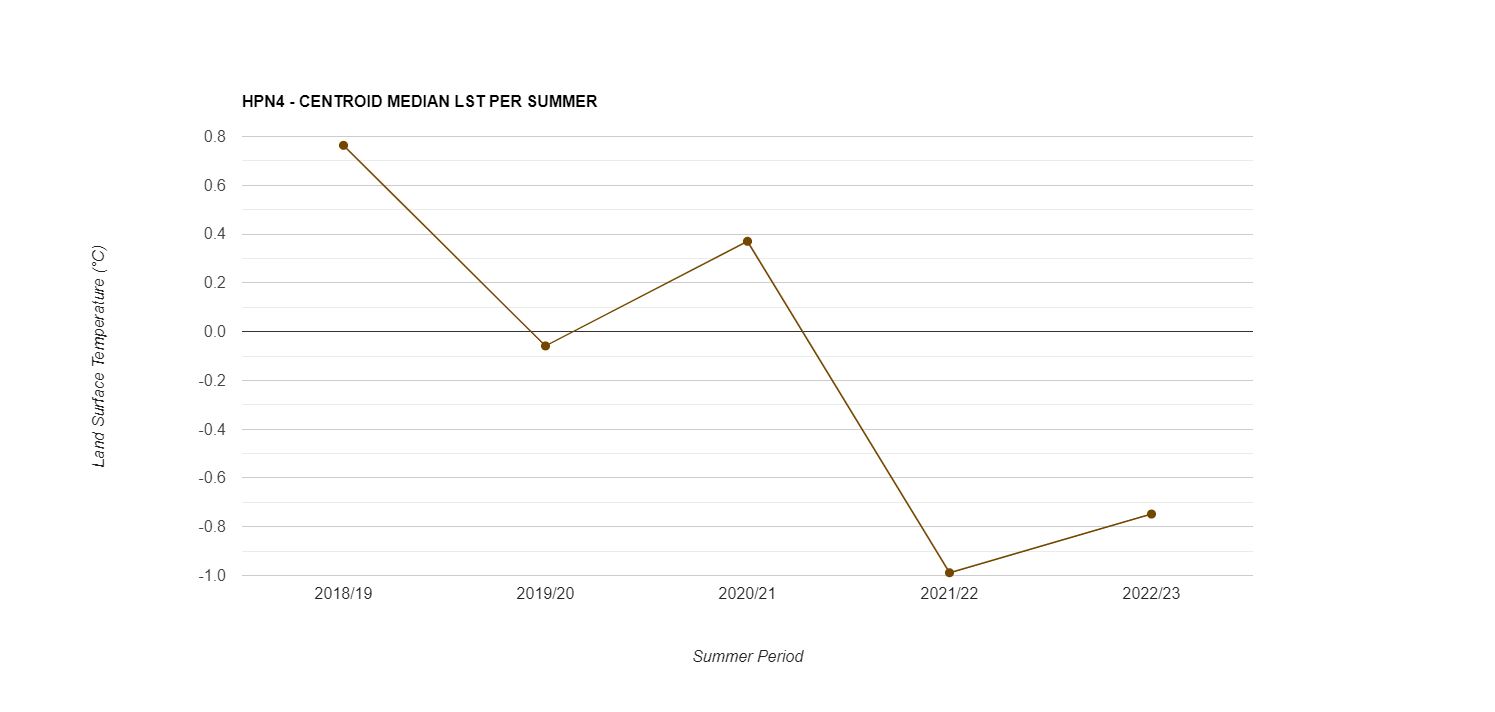 HPN4 - CENTROID MEDIAN LST PER SUMMER
0.8
0.6
0.4
0.2
0.0
-0.2
-0.4
-0.6
-0.8
-1.0
Land Surface Temperature (°C)
2018/19 2019/20 2020/21 2021/22 2022/23
Summer Period